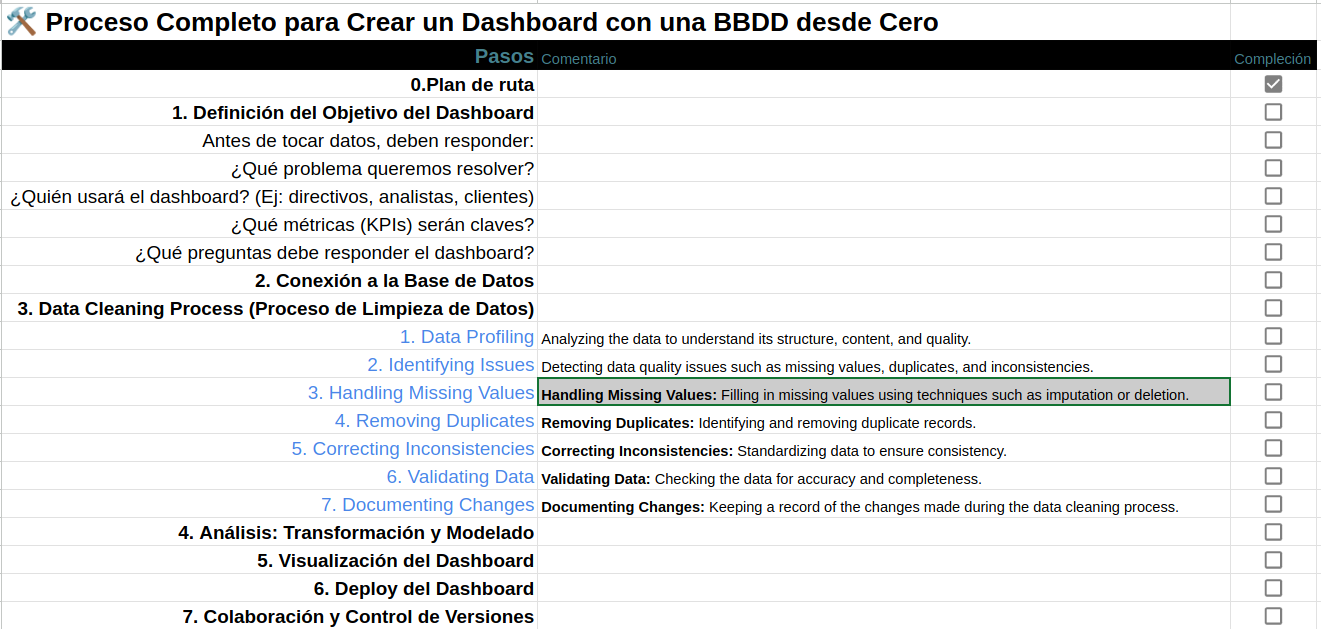 🛠️ Proceso Completo para Crear un Dashboard con una BBDD desde Cero
Pasos Comentario Compleción
0.Plan de ruta
1. Definición del Objetivo del Dashboard
Antes de tocar datos, deben responder:
¿Qué problema queremos resolver?
¿Quién usará el dashboard? (Ej: directivos, analistas, clientes)
¿Qué métricas (KPIs) serán claves?
¿Qué preguntas debe responder el dashboard?
2. Conexión a la Base de Datos
3. Data Cleaning Process (Proceso de Limpieza de Datos)
1. Data Profiling Analyzing the data to understand its structure, content, and quality.
2. Identifying Issues Detecting data quality issues such as missing values, duplicates, and inconsistencies.
3. Handling Missing Values Handling Missing Values: Filling in missing values using techniques such as imputation or deletion.
4. Removing Duplicates Removing Duplicates: Identifying and removing duplicate records.
5. Correcting Inconsistencies Correcting Inconsistencies: Standardizing data to ensure consistency.
6. Validating Data Validating Data: Checking the data for accuracy and completeness.
7. Documenting Changes Documenting Changes: Keeping a record of the changes made during the data cleaning process.
4. Análisis: Transformación y Modelado
5. Visualización del Dashboard
6. Deploy del Dashboard
7. Colaboración y Control de Versiones